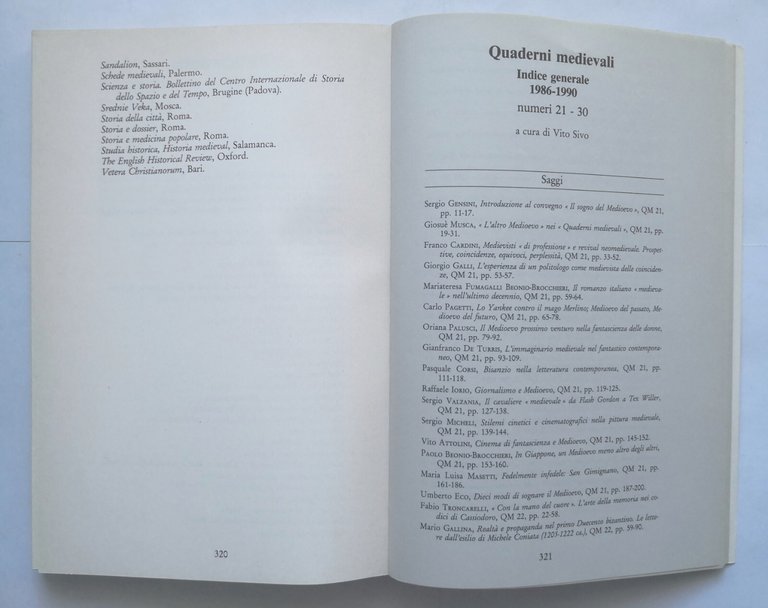 Sandalion, Sassari.
Schede medievali, Palermo.
Scienza e storia. Bollettino del Centro Internazionale di Storia
dello Spazio e del Tempo, Brugine (Padova).
Srednie Veka, Mosca.
Storia della città, Roma.
Storia e dossier, Roma.
Storia e medicina popolare, Roma.
Studia historica, Historia medieval, Salamanca.
The English Historical Review, Oxford.
Vetera Christianorum, Bari.
320
Quaderni medievali
Indice generale
1986-1990
numeri 21 - 30
a cura di Vito Sivo
Saggi
Sergio GENSINI, Introduzione al convegno « Il sogno del Medioevo », QM 21,
pp. 11-17.
Giosuè MUSCA, « L'altro Medioevo » nei « Quaderni medievali », QM 21, pp.
19-31.
Franco CARDINI, Medievisti « di professione » e revival neomedievale. Prospet-
tive, coincidenze, equivoci, perplessità, QM 21, pp. 33-52.
Giorgio GALLI, L'esperienza di un politologo come medievista delle coinciden-
ze, QM 21, pp. 53-57.
Mariateresa FUMAGALLI BEONIO-BROCCHIERI, Il romanzo italiano « medieva-
le » nell'ultimo decennio, QM 21, pp. 59-64.
Carlo PAGETTI, Lo Yankee contro il mago Merlino; Medioevo del passato, Me-
dioevo del futuro, QM 21, pp. 65-78.
Oriana PALUSCI, Il Medioevo prossimo venturo nella fantascienza delle donne,
QM 21, pp. 79-92.
Gianfranco DE TURRIS, L'immaginario medievale nel fantastico contempora-
neo, QM 21, pp. 93-109.
Pasquale CORSI, Bisanzio nella letteratura contemporanea, QM 21, pp.
111-118.
Raffaele IORIO, Giornalismo e Medioevo, QM 21, pp. 119-125.
Sergio VALZANIA, Il cavaliere « medievale » da Flash Gordon a Tex Willer,
QM 21, pp. 127-138.
Sergio MICHELI, Stilemi cinetici e cinematografici nella pittura medievale,
QM 21, pp. 139-144.
Vito ATTOLINI, Cinema di fantascienza e Medioevo, QM 21, pp. 145-152.
PAOLO BEONIO-BROCCHIERI, In Giappone, un Medioevo meno altro degli altri,
QM 21, pp. 153-160.
Maria Luisa MASETTI, Fedelmente infedele: San Gimignano, QM 21, pp.
161-186.
Umberto ECO, Dieci modi di sognare il Medioevo, QM 21, pp. 187-200.
Fabio TRONCARELLI, « Con la mano del cuore ». L'arte della memoria nei co-
dici di Cassiodoro, QM 22, pp. 22-58.
Mario GALLINA, Realtà e propaganda nel primo Duecento bizantino. Le lette-
re dall'esilio di Michele Coniata (1205-1222 ca.), QM 22, pp. 59-90.
321